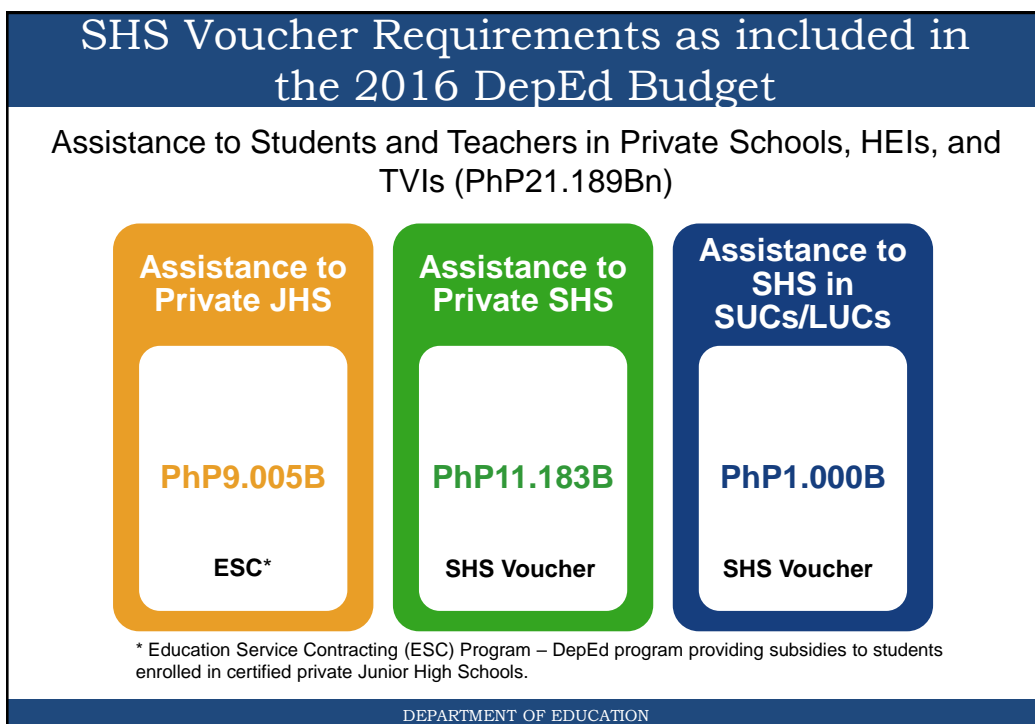 SHS Voucher Requirements as included in
the 2016 DepEd Budget
Assistance to Students and Teachers in Private Schools, HEIs, and
TVIs (PhP21.189Bn)
Assistance to
Private JHS
PhP9.005B
ESC*
Assistance to
Private SHS
PhP11.183B
SHS Voucher
Assistance to
SHS in
SUCs/LUCs
PhP1.000B
SHS Voucher
* Education Service Contracting (ESC) Program – DepEd program providing subsidies to students
enrolled in certified private Junior High Schools.
DEPARTMENT OF EDUCATION